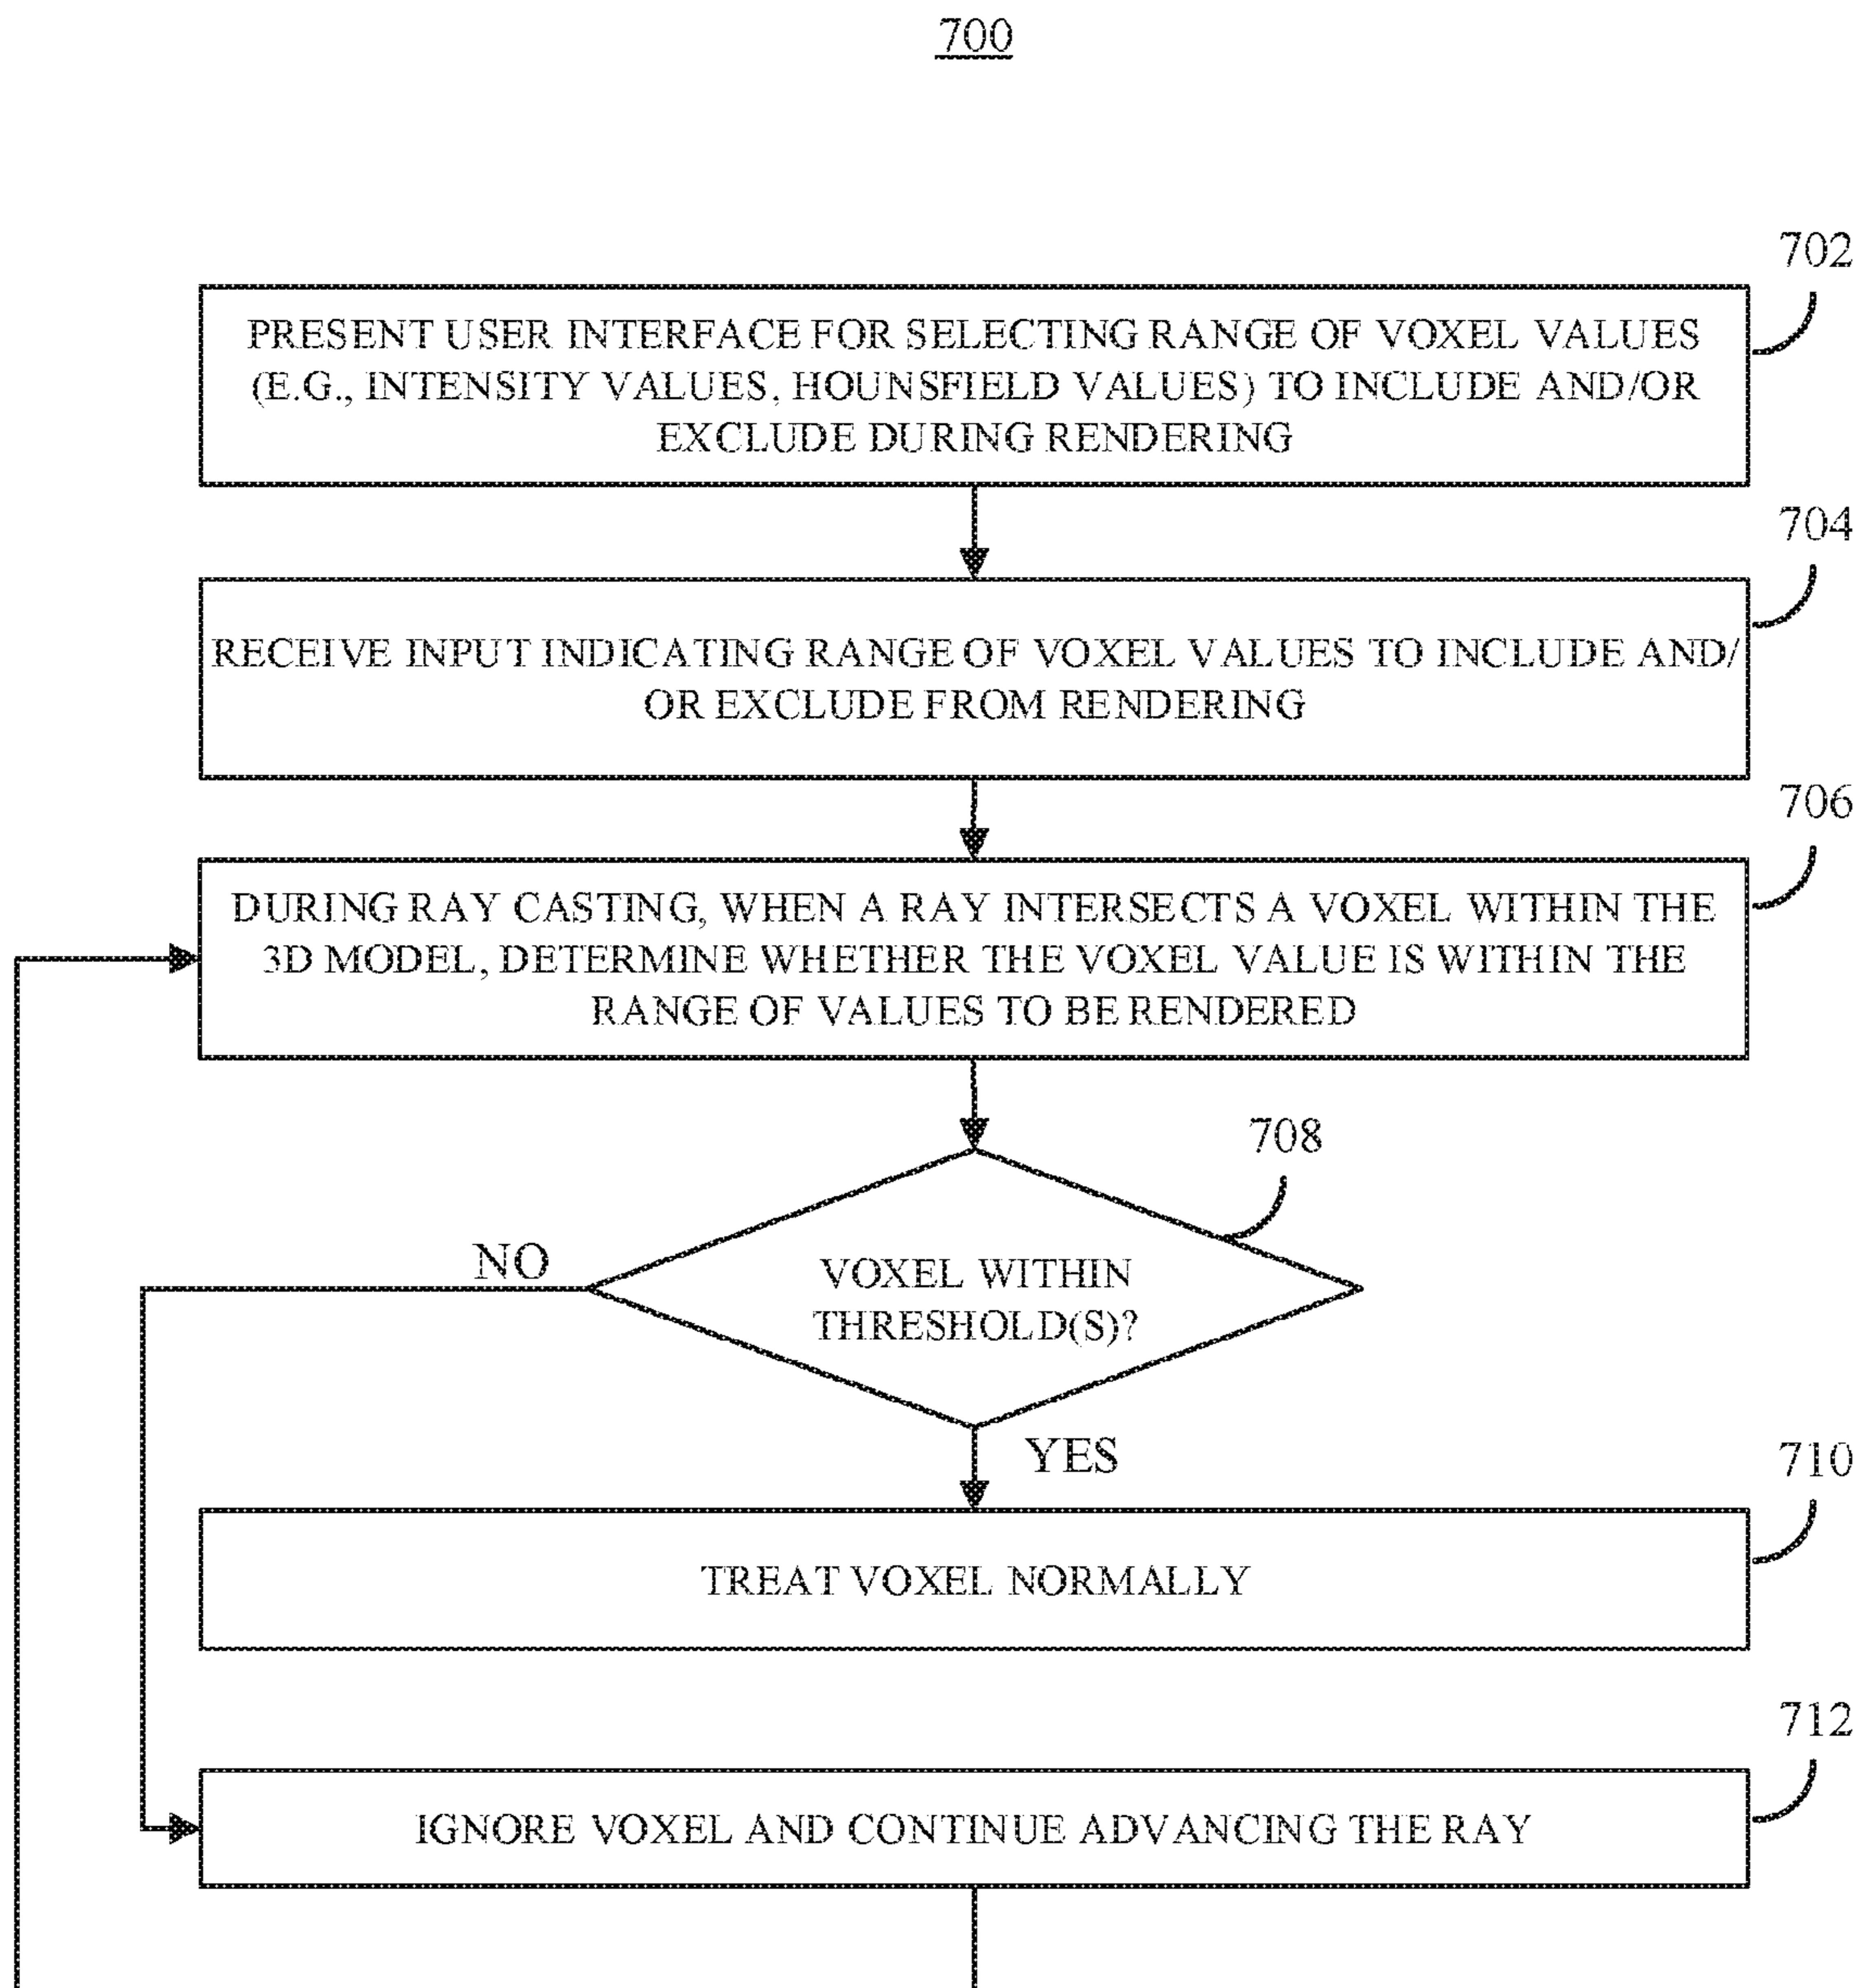 700
702
PRESENT USER INTERFACE FOR SELECTING RANGE OF VOXEL VALUES
(E.G., INTENSITY VALUES, HOUNSFIELD VALUES) TO INCLUDE AND/OR
EXCLUDE DURING RENDERING
704
RECEIVE INPUT INDICATING RANGE OF VOXEL VALUES TO INCLUDE AND/
OR EXCLUDE FROM RENDERING
706
DURING RAY CASTING, WHEN A RAY INTERSECTS A VOXEL WITHIN THE
3D MODEL, DETERMINE WHETHER THE VOXEL VALUE IS WITHIN THE
RANGE OF VALUES TO BE RENDERED
708
NO
VOXEL WITHIN
THRESHOLD(S)?
YES
710
TREAT VOXEL NORMALLY
712
IGNORE VOXEL AND CONTINUE ADVANCING THE RAY